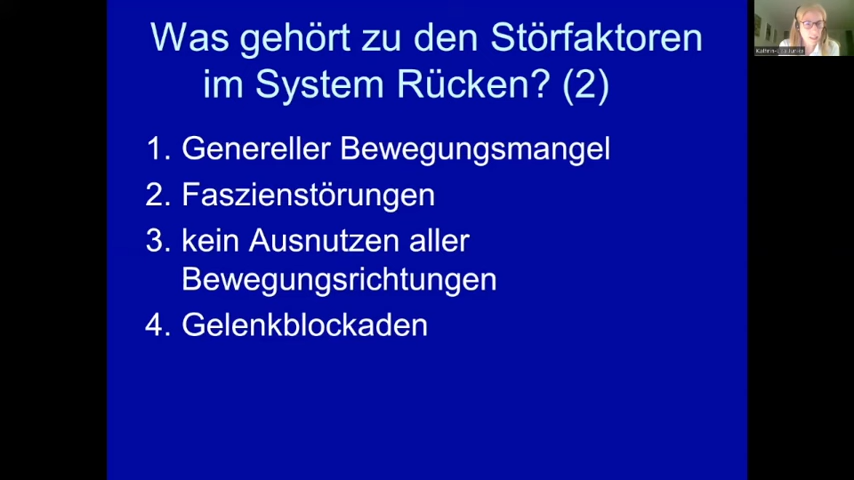 Was gehört zu den Störfaktoren
im System Rücken? (2)
1. Genereller Bewegungsmangel
2. Faszienstörungen
3. kein Ausnutzen aller
Bewegungsrichtungen
4. Gelenkblockaden